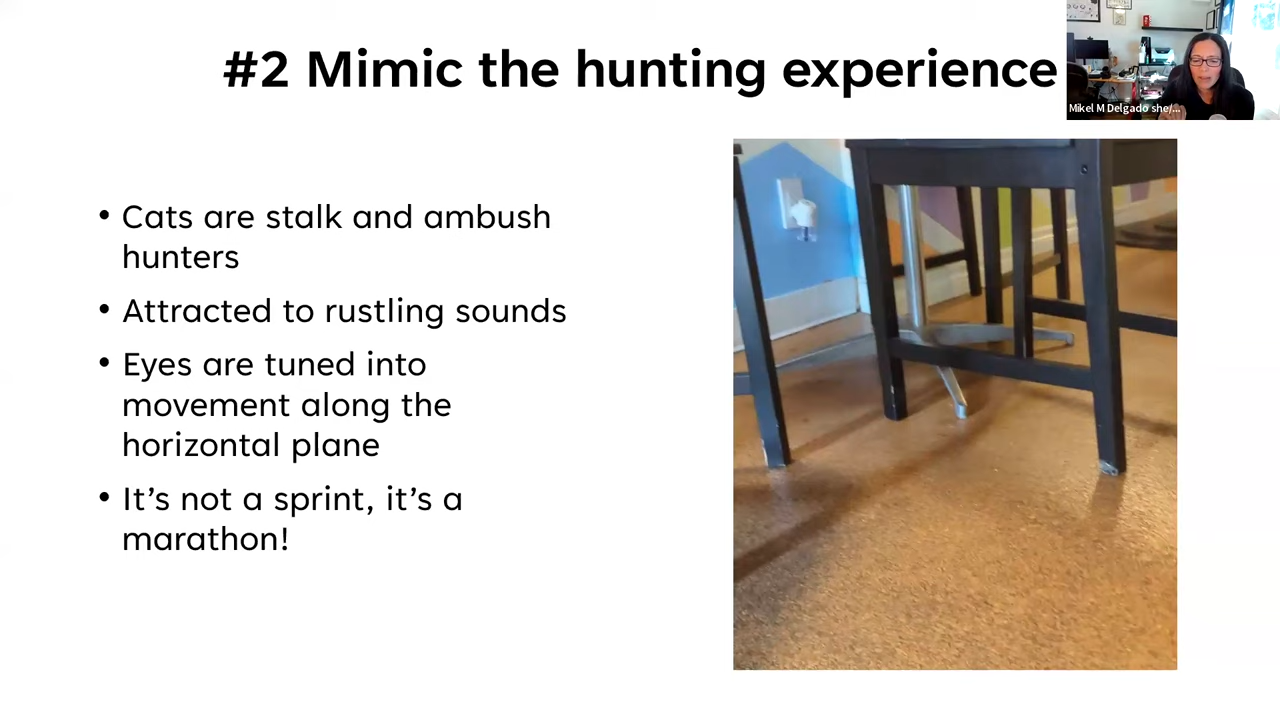 #2 Mimic the hunting experience
Mikel M Delgado she/...
• Cats are stalk and ambush
hunters
• Attracted to rustling sounds
• Eyes are tuned into
movement along the
horizontal plane
• It’s not a sprint, it’s a
marathon!